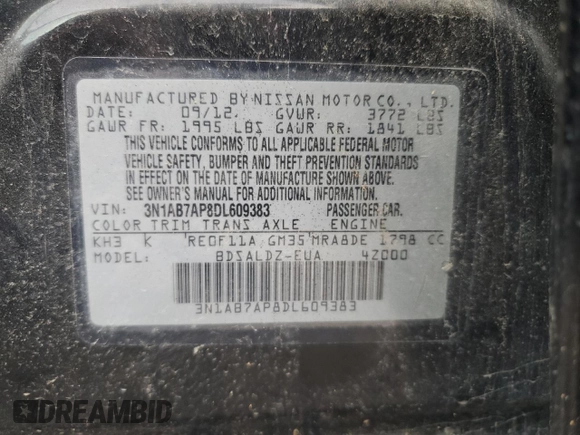 MANUFACTURED BY NISSAN MOTOR CO., LTD.
DATE: 09/12. GVWR: 3772 LBS
GAWR FR: 1995 LBS GAWR RR: 1841 LBS
THIS VEHICLE CONFORMS TO ALL APPLICABLE FEDERAL MOTOR
VEHICLE SAFETY, BUMPER AND THEFT PREVENTION STANDARDS
IN EFFECT ON THE DATE OF MANUFACTURE SHOWN ABOVE.
SEE OWNER'S MANUAL FOR ADDITIONAL INFORMATION.
VIN: 3N1AB7AP8DL609383 PASSENGER CAR.
COLOR TRIM TRANS AXLE ENGINE
KH3 K RE0F11A GM35 MRA8DE 1798 CC
MODEL: BDSALDZ-EUA 4Z000
3N1AB7AP8DL609383
DREAMBID